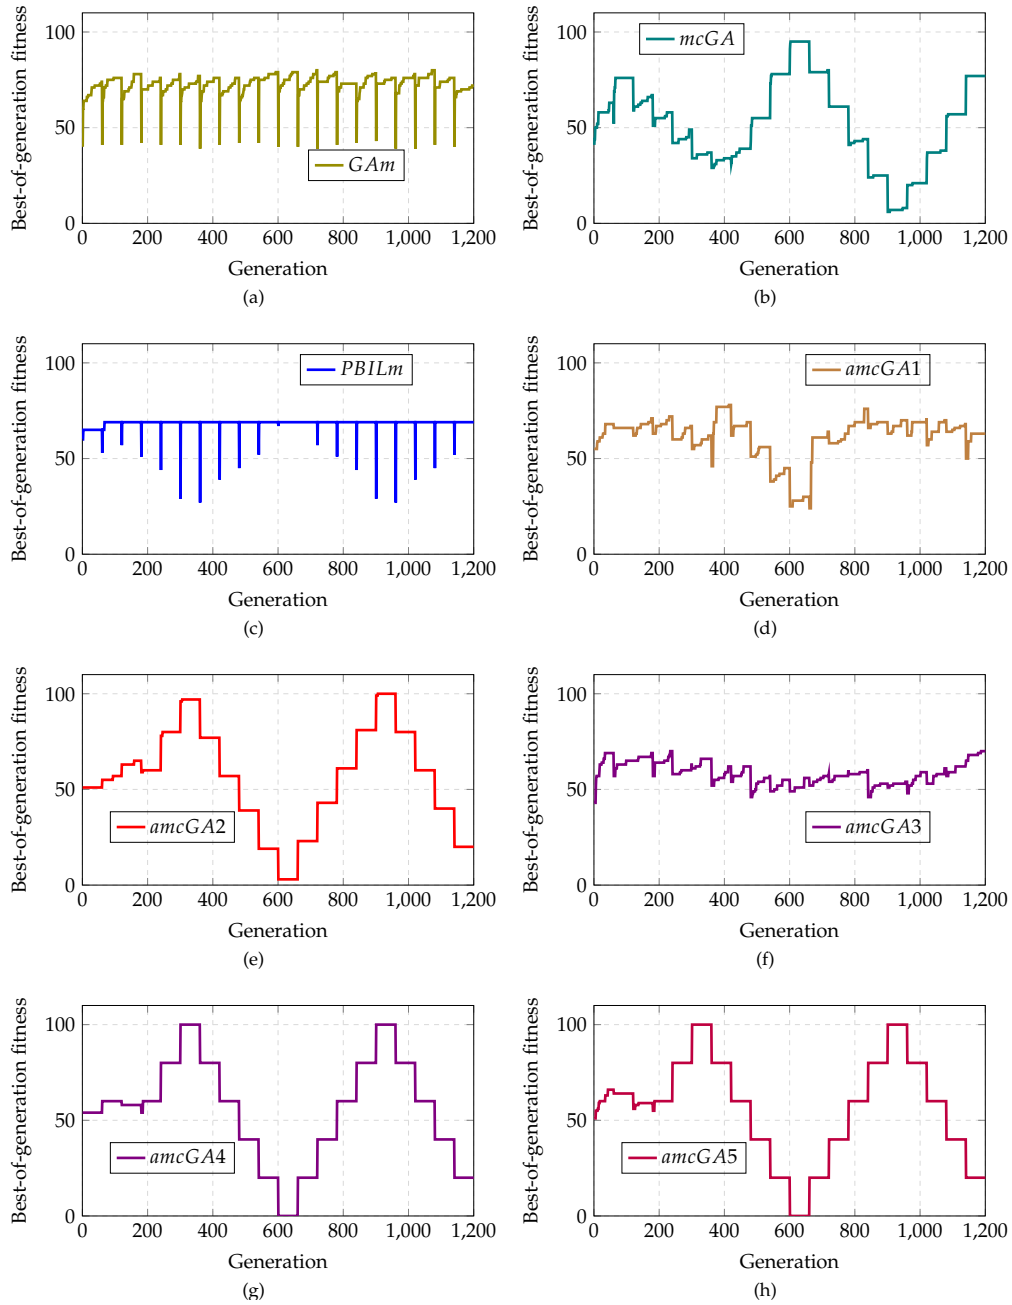 Best-of-generation fitness
100
50
0
0 200 400 600 800 1,000 1,200
GAm
Generation
(a)
Best-of-generation fitness
100
50
0
0 200 400 600 800 1,000 1,200
mcGA
Generation
(b)
Best-of-generation fitness
100
50
0
0 200 400 600 800 1,000 1,200
PBILm
Generation
(c)
Best-of-generation fitness
100
50
0
0 200 400 600 800 1,000 1,200
amcGA1
Generation
(d)
Best-of-generation fitness
100
50
0
0 200 400 600 800 1,000 1,200
amcGA2
Generation
(e)
Best-of-generation fitness
100
50
0
0 200 400 600 800 1,000 1,200
amcGA3
Generation
(f)
Best-of-generation fitness
100
50
0
0 200 400 600 800 1,000 1,200
amcGA4
Generation
(g)
Best-of-generation fitness
100
50
0
0 200 400 600 800 1,000 1,200
amcGA5
Generation
(h)